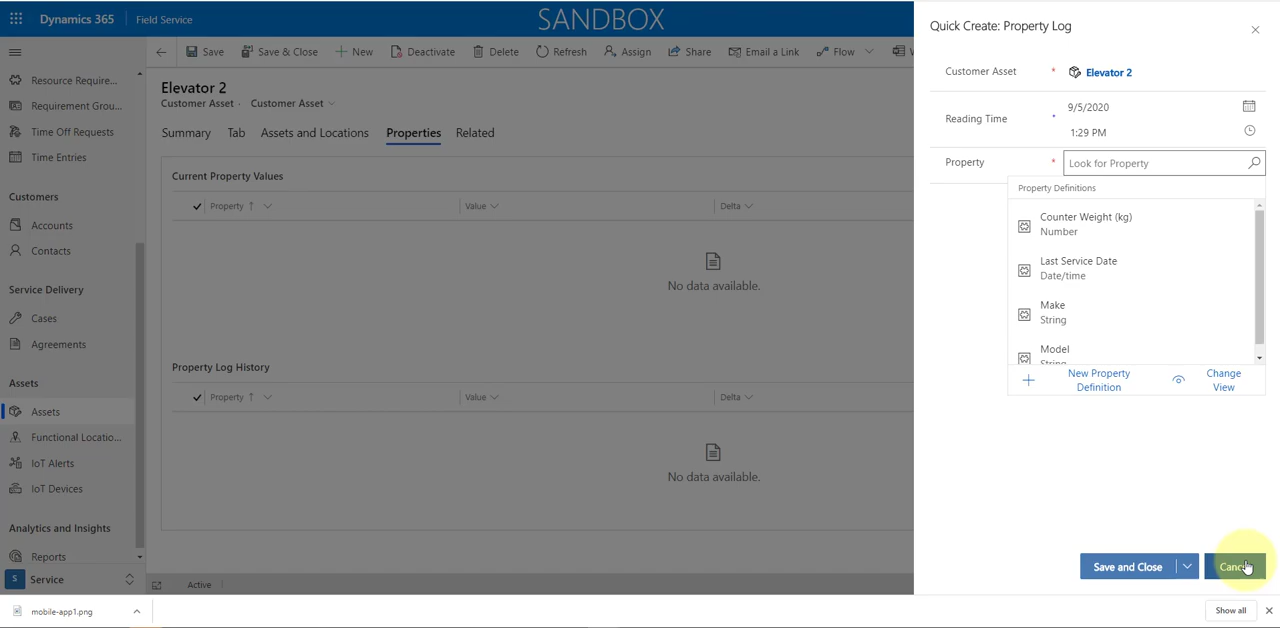 Dynamics 365 Field Service SANDBOX
Save Save & Close New Deactivate Delete Refresh Assign Share Email a Link Flow
Resource Require...
Requirement Grou...
Time Off Requests
Time Entries
Customers
Accounts
Contacts
Service Delivery
Cases
Agreements
Assets
Assets
Functional Locatio...
IoT Alerts
IoT Devices
Analytics and Insights
Reports
S Service
Elevator 2
Customer Asset · Customer Asset
Summary Tab Assets and Locations Properties Related
Current Property Values
Property ↑ Value Delta
No data available.
Property Log History
Property ↑ Value Delta
No data available.
Active
Quick Create: Property Log
Customer Asset * Elevator 2
Reading Time * 9/5/2020
1:29 PM
Property * Look for Property
Property Definitions
Counter Weight (kg)
Number
Last Service Date
Date/time
Make
String
Model
String
New Property Definition
Change View
Save and Close
Cancel
mobile-app1.png
Show all